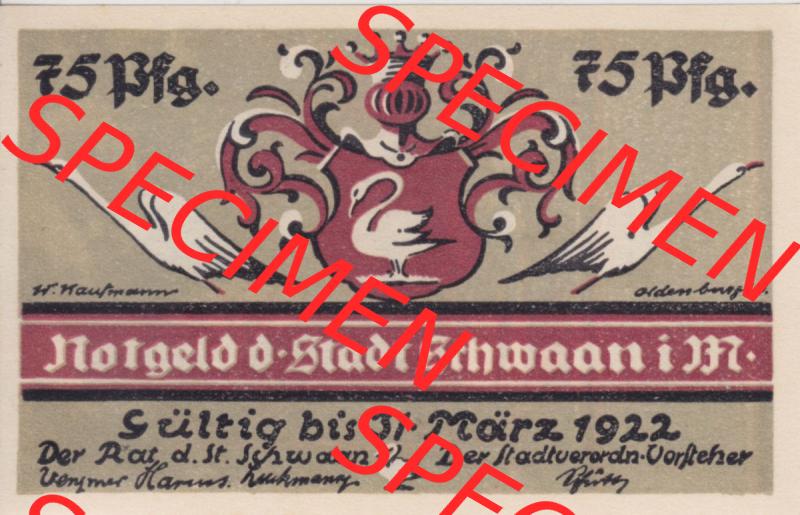 75 Pfg. 75 Pfg.
W. Kaufmann Oldenburg
Notgeld d. Stadt Schwaan i M.
Gültig bis 31 März 1922
Der Rat d. St. Schwaan Der Stadtverordn.-Vorsteher
SPECIMEN
SPECIMEN
SPECIMEN